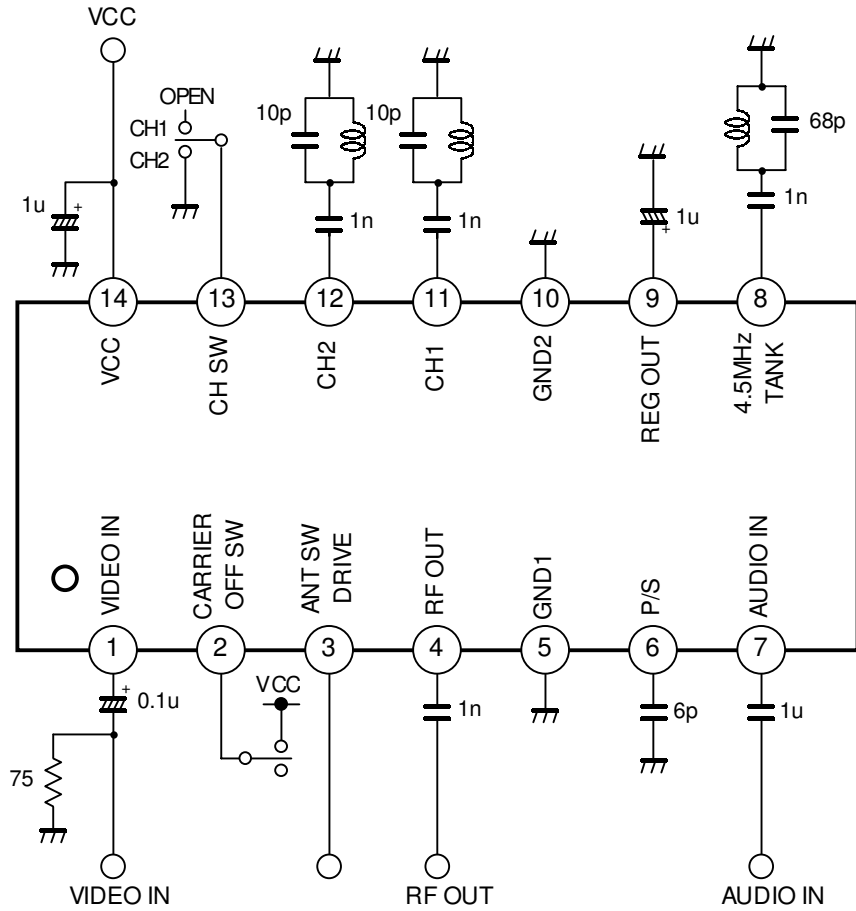 VCC
OPEN
CH1
CH2
10p
10p
68p
1u
+
1n
1n
1u
+
1n
14
13
12
11
10
9
8
VCC
CH SW
CH2
CH1
GND2
REG OUT
4.5MHz
TANK
VIDEO IN
CARRIER
OFF SW
ANT SW
DRIVE
RF OUT
GND1
P/S
AUDIO IN
1
2
3
4
5
6
7
+
0.1u
VCC
1n
6p
1u
75
VIDEO IN
RF OUT
AUDIO IN